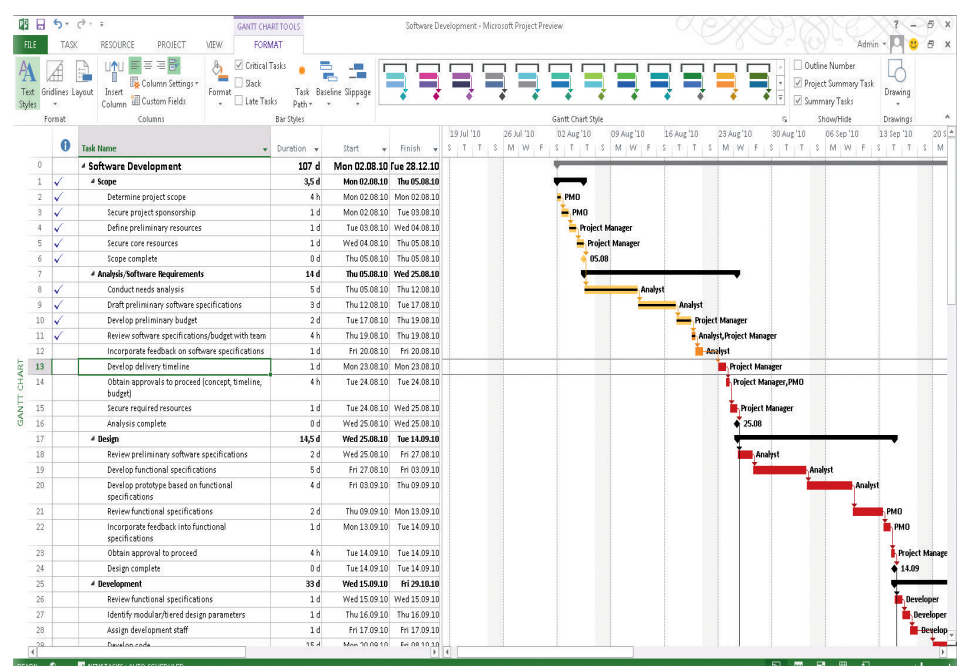 GANTT CHART TOOLS
Software Development - Microsoft Project Preview
FILE TASK RESOURCE PROJECT VIEW FORMAT
Admin
Text Styles
Gridlines
Layout
Insert Column
Column Settings
Custom Fields
Format
Critical Tasks
Slack
Late Tasks
Task Path
Baseline
Slippage
Outline Number
Project Summary Task
Summary Tasks
Drawing
Format Columns Bar Styles Gantt Chart Style Show/Hide Drawings
19 Jul '10 26 Jul '10 02 Aug '10 09 Aug '10 16 Aug '10 23 Aug '10 30 Aug '10 06 Sep '10 13 Sep '10 20 S
S T T S M W F S T T S M W F S T T S M W F S T T S M W F S T T S M
Task Name Duration Start Finish
0 Software Development 107 d Mon 02.08.10 Tue 28.12.10
1 Scope 3,5 d Mon 02.08.10 Thu 05.08.10
2 Determine project scope 4 h Mon 02.08.10 Mon 02.08.10 PMO
3 Secure project sponsorship 1 d Mon 02.08.10 Tue 03.08.10 PMO
4 Define preliminary resources 1 d Tue 03.08.10 Wed 04.08.10 Project Manager
5 Secure core resources 1 d Wed 04.08.10 Thu 05.08.10 Project Manager
6 Scope complete 0 d Thu 05.08.10 Thu 05.08.10 05.08
7 Analysis/Software Requirements 14 d Thu 05.08.10 Wed 25.08.10
8 Conduct needs analysis 5 d Thu 05.08.10 Thu 12.08.10 Analyst
9 Draft preliminary software specifications 3 d Thu 12.08.10 Tue 17.08.10 Analyst
10 Develop preliminary budget 2 d Tue 17.08.10 Thu 19.08.10 Project Manager
11 Review software specifications/budget with team 4 h Thu 19.08.10 Thu 19.08.10 Analyst,Project Manager
12 Incorporate feedback on software specifications 1 d Fri 20.08.10 Fri 20.08.10 Analyst
13 Develop delivery timeline 1 d Mon 23.08.10 Mon 23.08.10 Project Manager
14 Obtain approvals to proceed (concept, timeline, 4 h Tue 24.08.10 Tue 24.08.10 Project Manager,PMO
budget)
15 Secure required resources 1 d Tue 24.08.10 Wed 25.08.10 Project Manager
16 Analysis complete 0 d Wed 25.08.10 Wed 25.08.10 25.08
17 Design 14,5 d Wed 25.08.10 Tue 14.09.10
18 Review preliminary software specifications 2 d Wed 25.08.10 Fri 27.08.10 Analyst
19 Develop functional specifications 5 d Fri 27.08.10 Fri 03.09.10 Analyst
20 Develop prototype based on functional 4 d Fri 03.09.10 Thu 09.09.10 Analyst
specifications
21 Review functional specifications 2 d Thu 09.09.10 Mon 13.09.10 PMO
22 Incorporate feedback into functional 1 d Mon 13.09.10 Tue 14.09.10 PMO
specifications
23 Obtain approval to proceed 4 h Tue 14.09.10 Tue 14.09.10 Project Manage
24 Design complete 0 d Tue 14.09.10 Tue 14.09.10 14.09
25 Development 33 d Wed 15.09.10 Fri 29.10.10
26 Review functional specifications 1 d Wed 15.09.10 Wed 15.09.10 Developer
27 Identify modular/tiered design parameters 1 d Thu 16.09.10 Thu 16.09.10 Developer
28 Assign development staff 1 d Fri 17.09.10 Fri 17.09.10 Develop
29 Develop code 15 d Mon 20.09.10 Fri 08.10.10
GANTT CHART
READY NEW TASKS : AUTO SCHEDULED